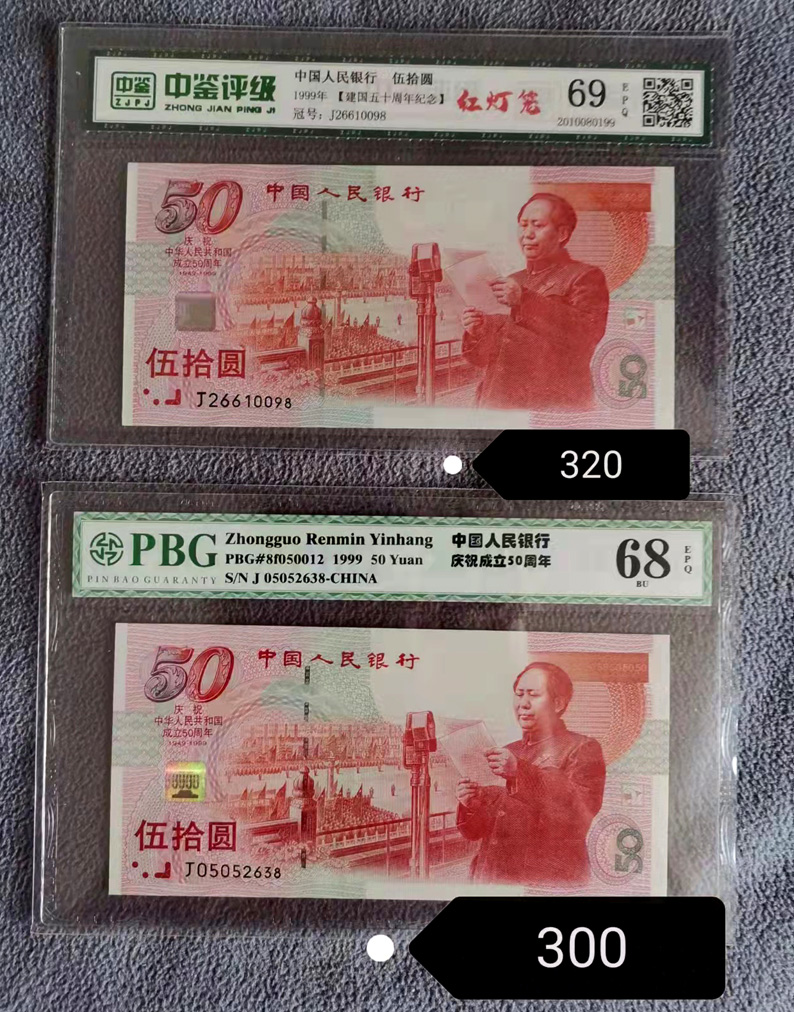 中鉴
ZJPJ
中鉴评级
ZHONG JIAN PING JI
中国人民银行 伍拾圆
1999年 【建国五十周年纪念】
冠号：J26610098
红灯笼
69
EPQ
2010080199
50
中国人民银行
庆祝
中华人民共和国
成立50周年
1949-1999
伍拾圆
J26610098
50
320
PBG
PIN BAO GUARANTY
Zhongguo Renmin Yinhang 中国人民银行
PBG#8f050012 1999 50 Yuan 庆祝成立50周年
S/N J 05052638-CHINA
68
BU
EPQ
50
中国人民银行
庆祝
中华人民共和国
成立50周年
1949-1999
伍拾圆
J05052638
50
300